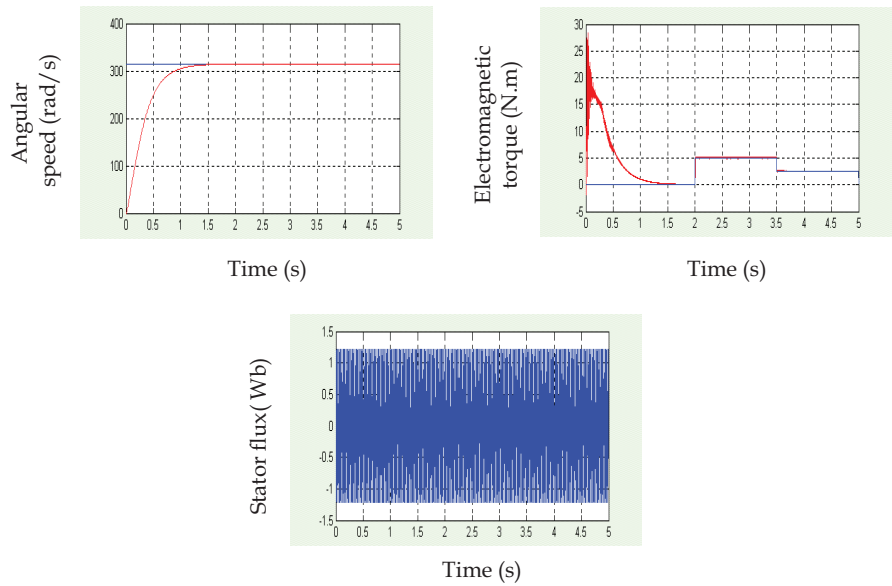 Angular
speed (rad/s)
400
300
200
100
0
0 0.5 1 1.5 2 2.5 3 3.5 4 4.5 5
Time (s)
Electromagnetic
torque (N.m)
30
25
20
15
10
5
0
-5
0 0.5 1 1.5 2 2.5 3 3.5 4 4.5 5
Time (s)
Stator flux( Wb)
1.5
1
0.5
0
-0.5
-1
-1.5
0 0.5 1 1.5 2 2.5 3 3.5 4 4.5 5
Time (s)